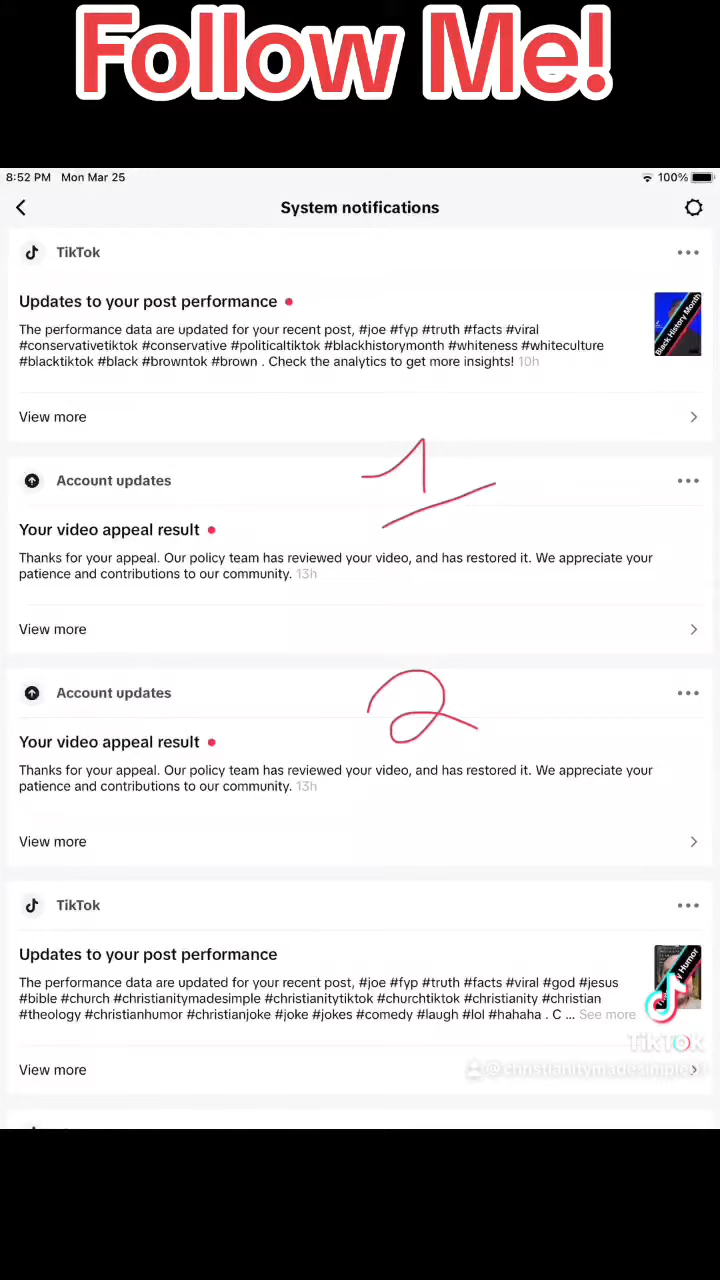 Follow Me!
8:52 PM Mon Mar 25 100%
System notifications
TikTok
Updates to your post performance
The performance data are updated for your recent post, #joe #fyp #truth #facts #viral
#conservativetiktok #conservative #politicaltiktok #blackhistorymonth #whiteness #whiteculture
#blacktiktok #black #browntok #brown . Check the analytics to get more insights! 10h
Black History Month
View more
Account updates
1
Your video appeal result
Thanks for your appeal. Our policy team has reviewed your video, and has restored it. We appreciate your
patience and contributions to our community. 13h
View more
Account updates
2
Your video appeal result
Thanks for your appeal. Our policy team has reviewed your video, and has restored it. We appreciate your
patience and contributions to our community. 13h
View more
TikTok
Updates to your post performance
The performance data are updated for your recent post, #joe #fyp #truth #facts #viral #god #jesus
#bible #church #christianitymadesimple #christianitytiktok #churchtiktok #christianity #christian
#theology #christianhumor #christianjoke #joke #jokes #comedy #laugh #lol #hahaha . C ... See more
Humor
TikTok
View more